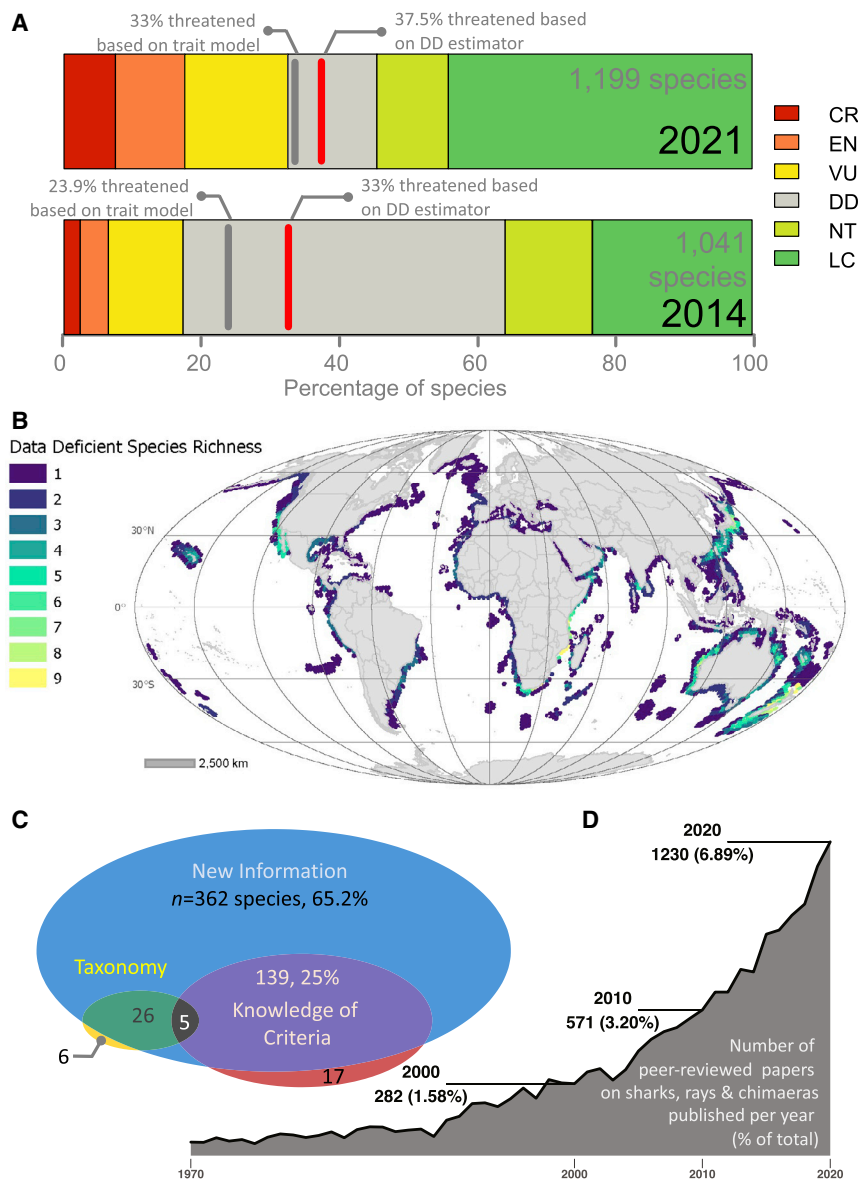 A
33% threatened
based on trait model
37.5% threatened based
on DD estimator
1,199 species
2021
CR
EN
VU
DD
NT
LC
23.9% threatened
based on trait model
33% threatened based
on DD estimator
1,041
species
2014
0
20
40
60
80
100
Percentage of species
B
Data Deficient Species Richness
1
2
3
4
5
6
7
8
9
30°N
0°
30°S
2,500 km
C
New Information
n=362 species, 65.2%
Taxonomy
139, 25%
Knowledge of
Criteria
26
5
6
17
D
2020
1230 (6.89%)
2010
571 (3.20%)
2000
282 (1.58%)
Number of
peer-reviewed papers
on sharks, rays & chimaeras
published per year
(% of total)
1970
2000
2010
2020